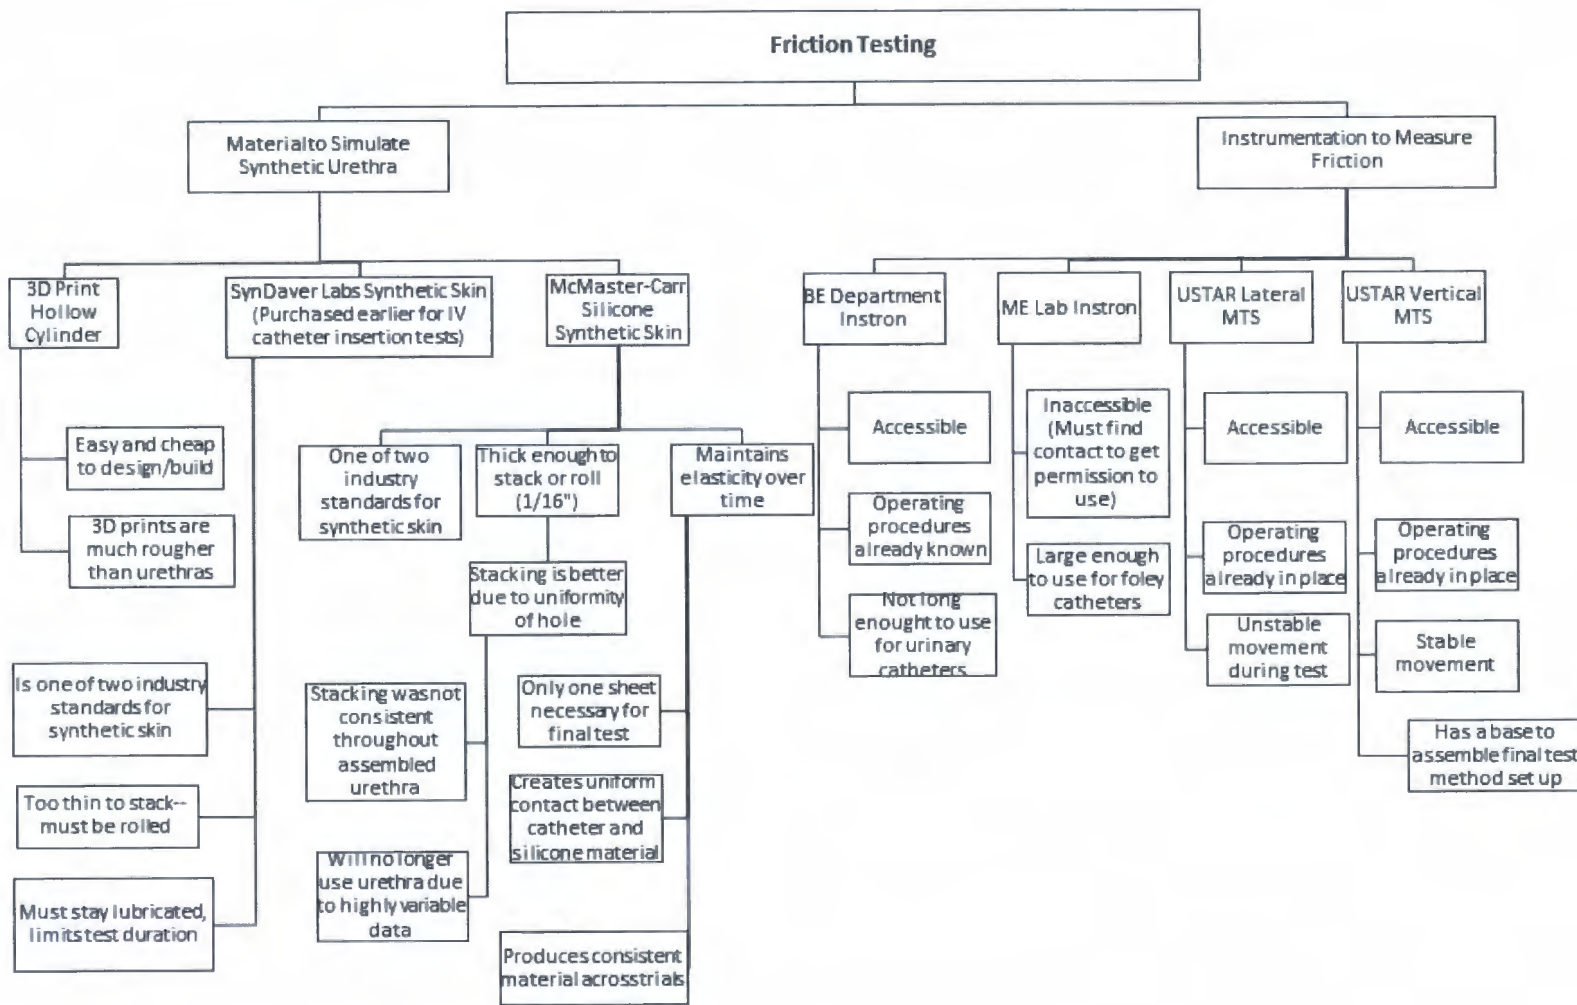 Friction Testing
Materialto Simulate
Synthetic Urethra
Instrumentation to Measure
Friction
3D Print
Hollow
Cylinder
SynDaver Labs Synthetic Skin
(Purchased earlier for IV
catheter insertion tests)
McMaster-Carr
Silicone
Synthetic Skin
BE Department
Instron
ME Lab Instron
USTAR Lateral
MTS
USTAR Vertical
MTS
Easy and cheap
to design/build
3D prints are
much rougher
than urethras
Is one of two industry
standards for
synthetic skin
Too thin to stack--
must be rolled
Must stay lubricated,
limits test duration
One of two
industry
standards for
synthetic skin
Thick enough to
stack or roll
(1/16")
Maintains
elasticity over
time
Stacking is better
due to uniformity
of hole
Stacking was not
consistent
throughout
assembled
urethra
Will no longer
use urethra due
to highly variable
data
Only one sheet
necessary for
final test
Creates uniform
contact between
catheter and
silicone material
Produces consistent
material across trials
Accessible
Operating
procedures
already known
Not long
enought to use
for urinary
catheters
Inaccessible
(Must find
contact to get
permission to
use)
Large enough
to use for foley
catheters
Accessible
Operating
procedures
already in place
Unstable
movement
during test
Accessible
Operating
procedures
already in place
Stable
movement
Has a base to
assemble final test
method set up